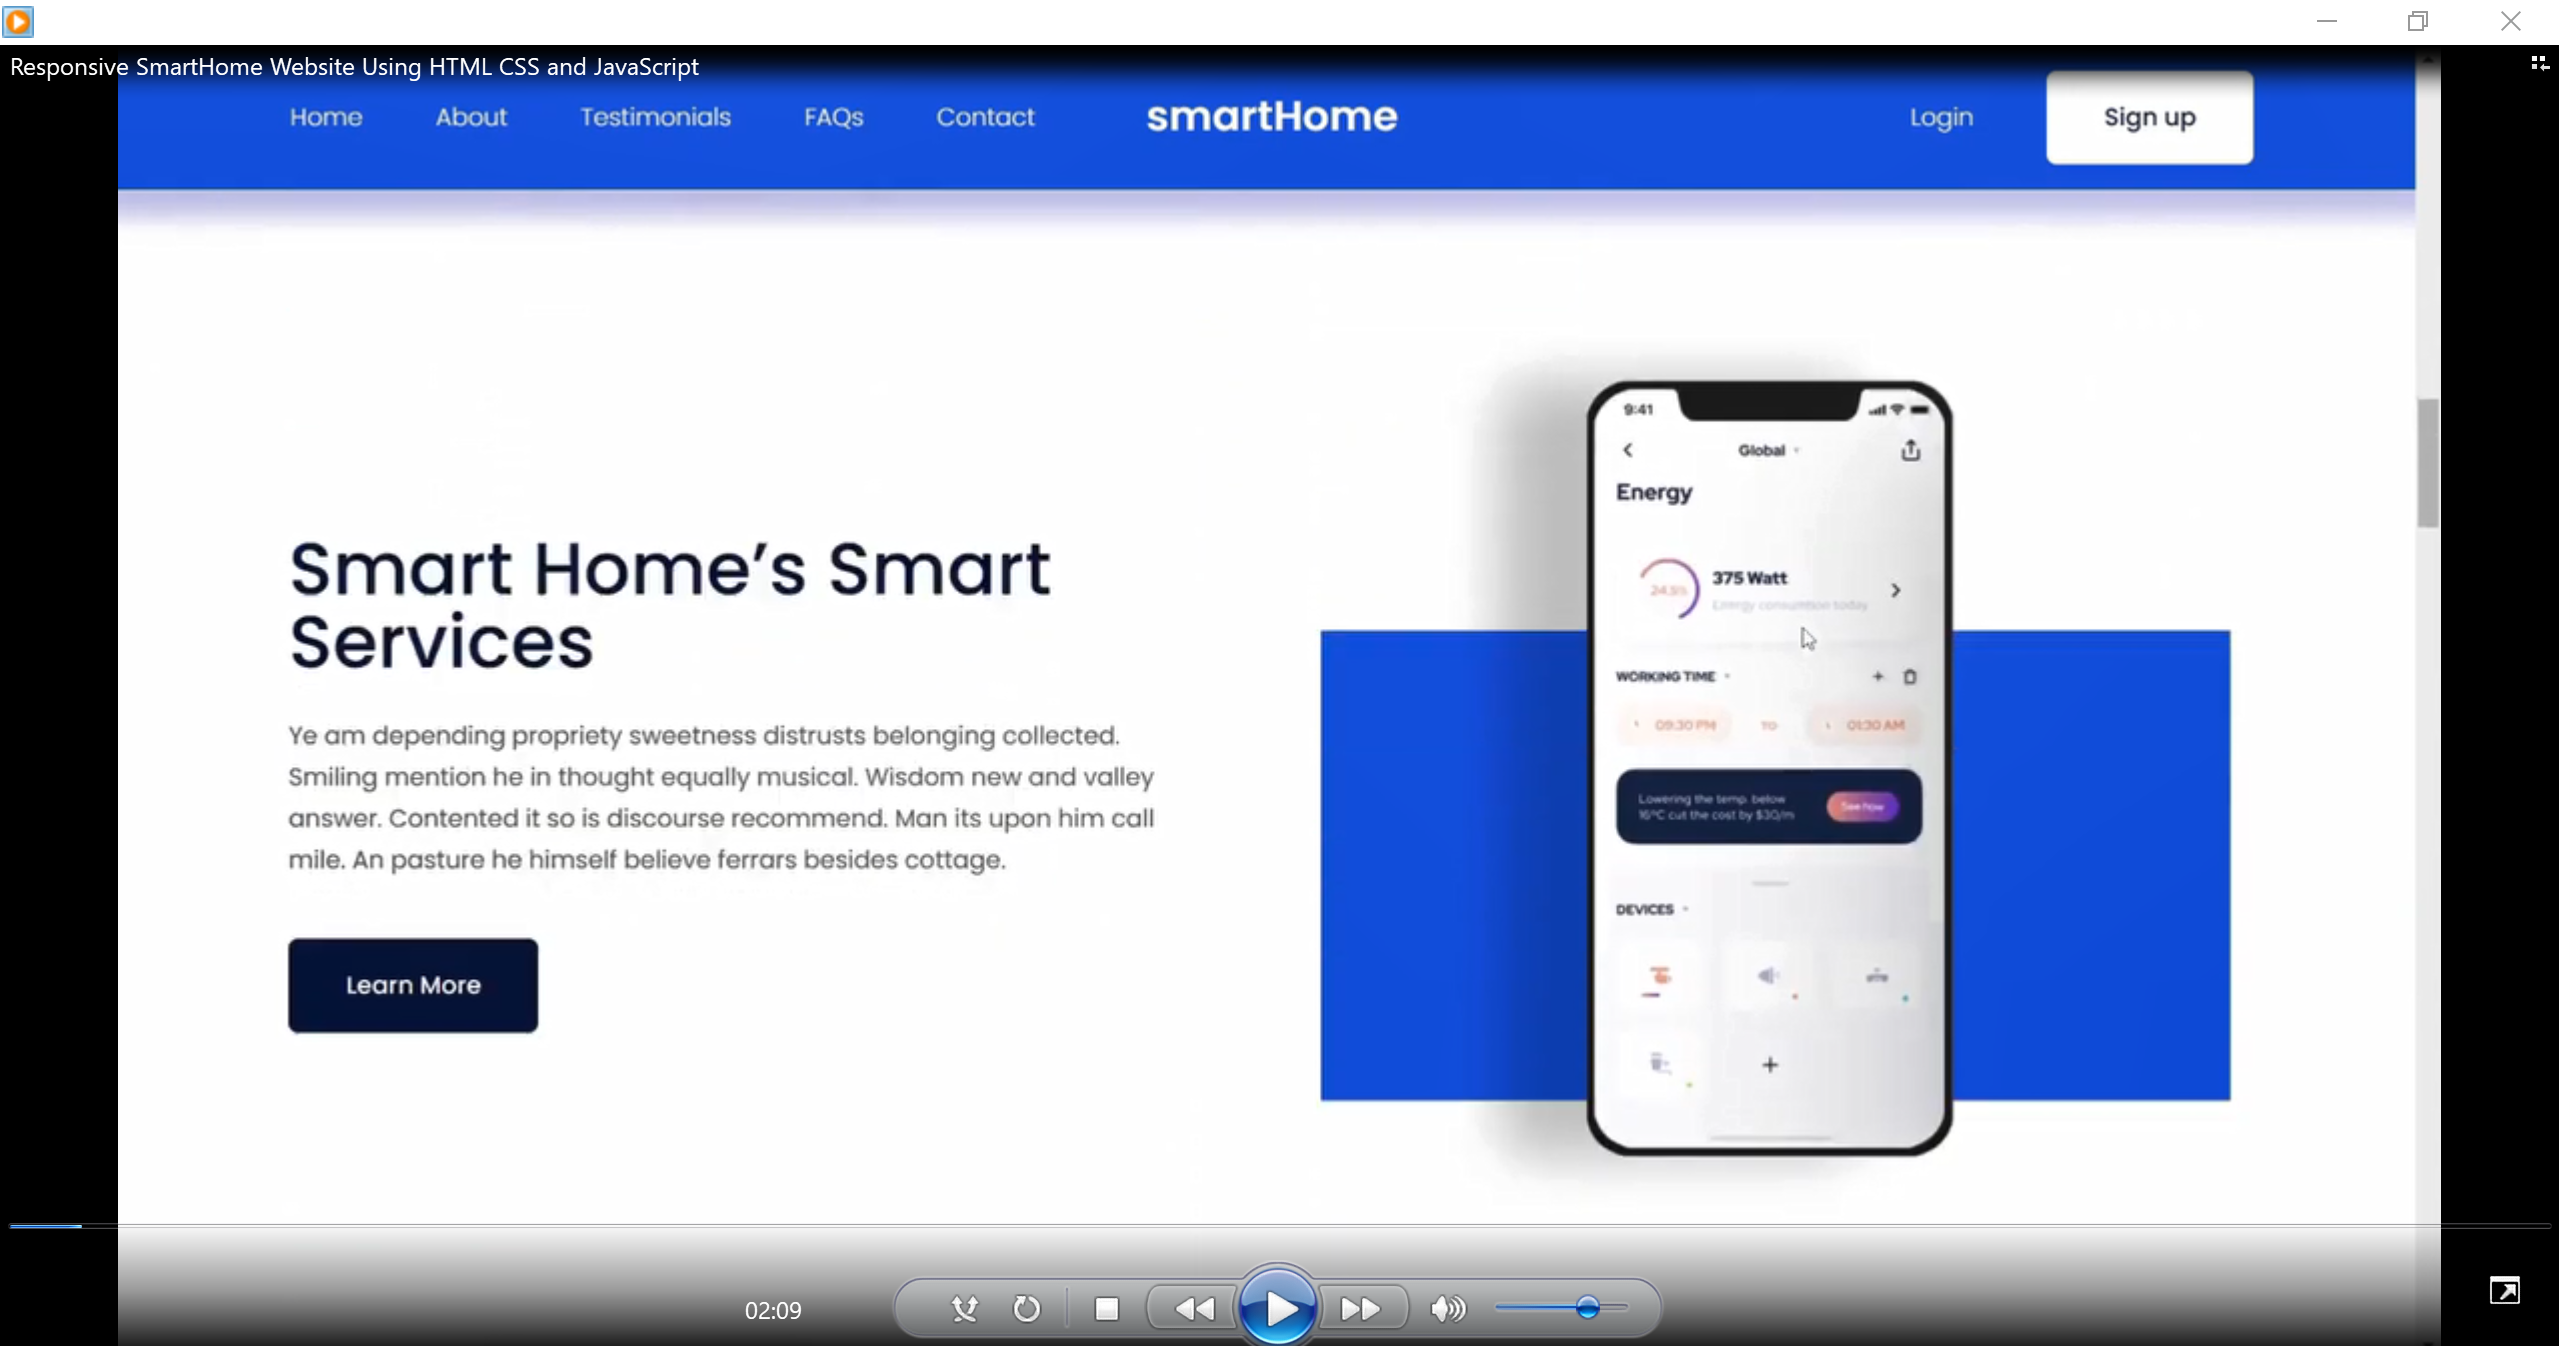 Responsive SmartHome Website Using HTML CSS and JavaScript
Home About Testimonials FAQs Contact smartHome Login Sign up
Smart Home’s Smart
Services
Ye am depending propriety sweetness distrusts belonging collected.
Smiling mention he in thought equally musical. Wisdom new and valley
answer. Contented it so is discourse recommend. Man its upon him call
mile. An pasture he himself believe ferrars besides cottage.
Learn More
9:41
Global
Energy
24.5%
375 Watt
Energy consumtion today
WORKING TIME
09:30 PM TO 01:30 AM
Lowering the temp. below
16°C cut the cost by $30/m
See now
DEVICES
02:09